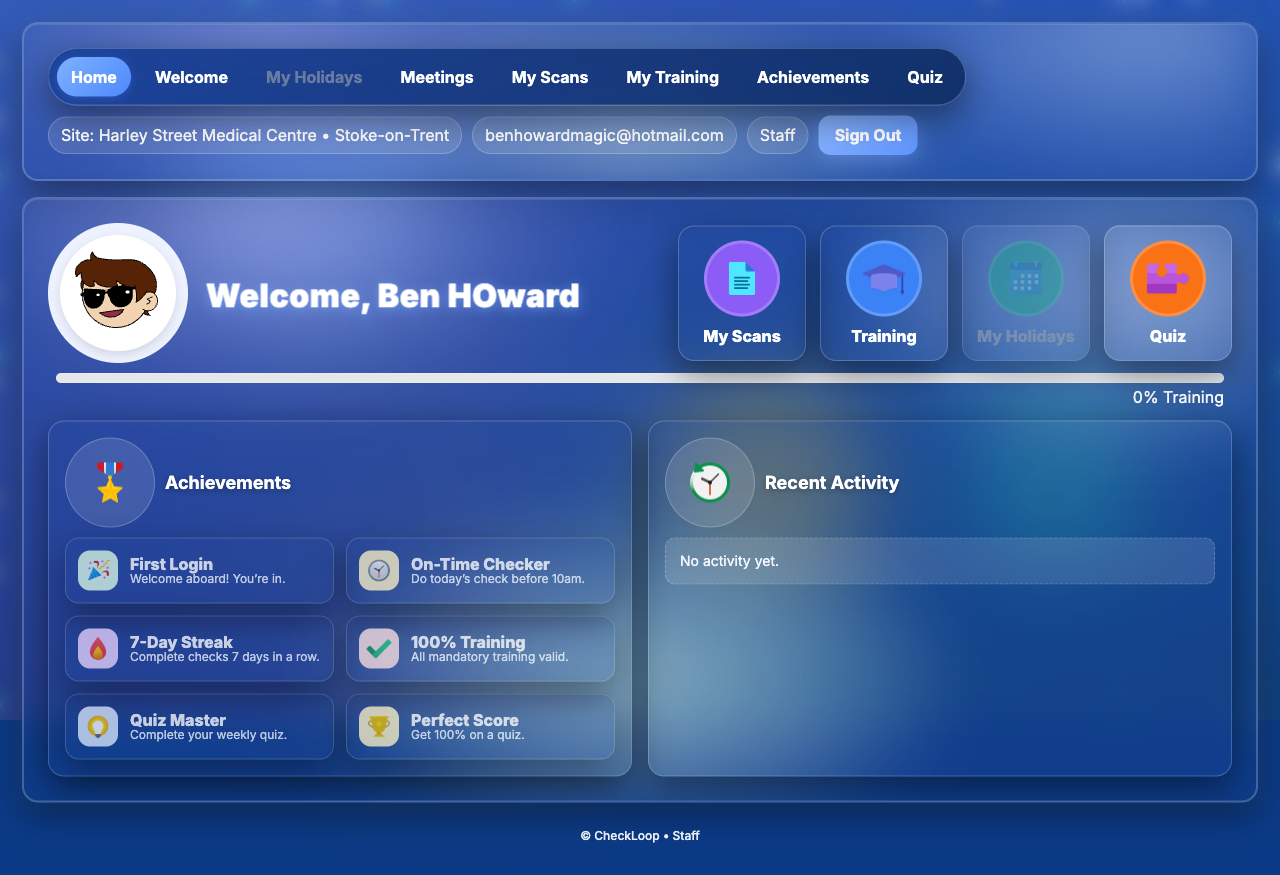 Home Welcome My Holidays Meetings My Scans My Training Achievements Quiz
Site: Harley Street Medical Centre • Stoke-on-Trent benhowardmagic@hotmail.com Staff Sign Out
Welcome, Ben HOward
My Scans Training My Holidays Quiz
0% Training
Achievements
First Login
Welcome aboard! You’re in.
On-Time Checker
Do today’s check before 10am.
7-Day Streak
Complete checks 7 days in a row.
100% Training
All mandatory training valid.
Quiz Master
Complete your weekly quiz.
Perfect Score
Get 100% on a quiz.
Recent Activity
No activity yet.
© CheckLoop • Staff